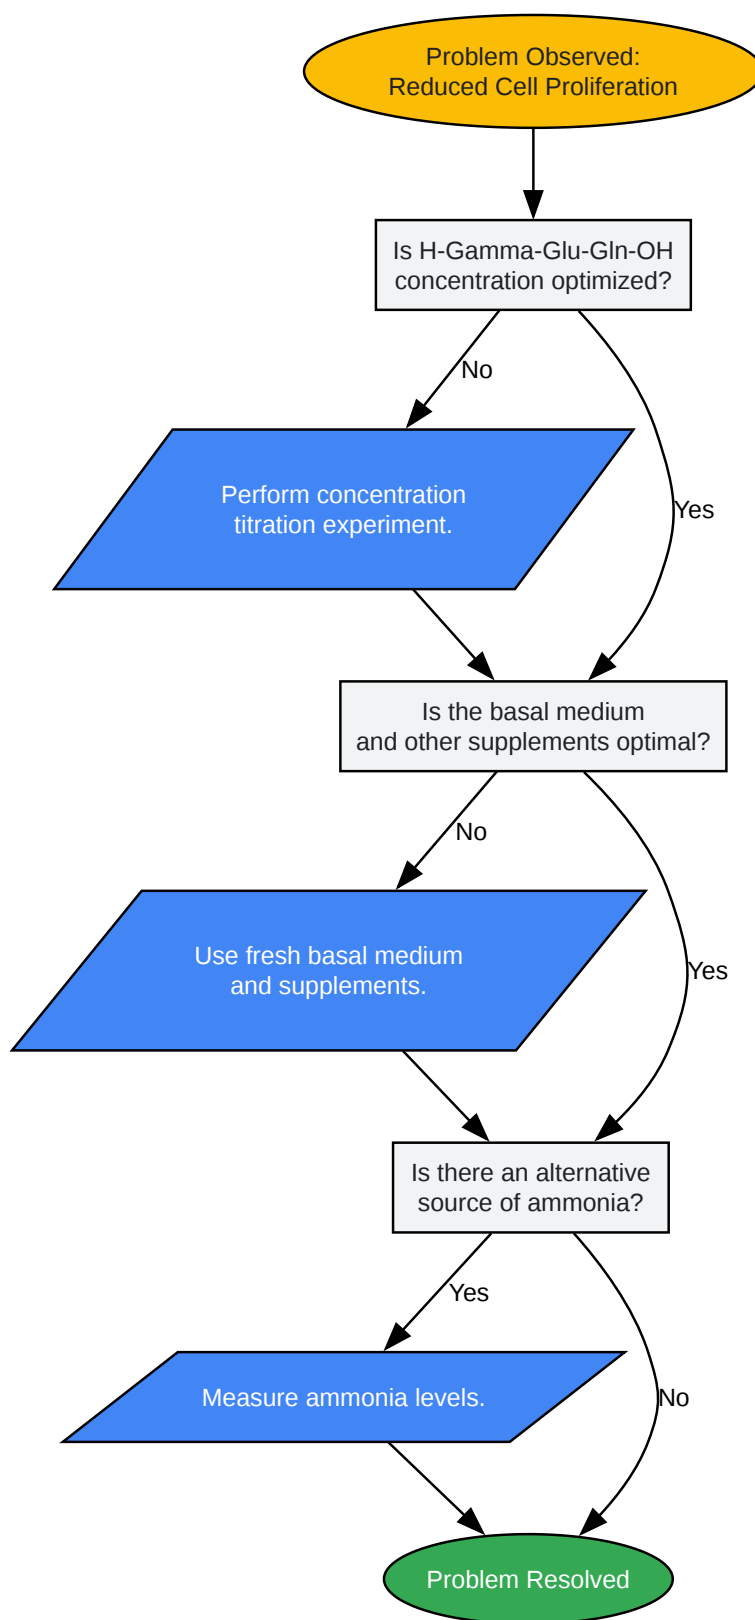 Problem Observed:
Reduced Cell Proliferation
Is H-Gamma-Glu-Gln-OH
concentration optimized?
No
Perform concentration
titration experiment.
Yes
Is the basal medium
and other supplements optimal?
No
Use fresh basal medium
and supplements.
Yes
Is there an alternative
source of ammonia?
Yes
Measure ammonia levels.
No
Problem Resolved